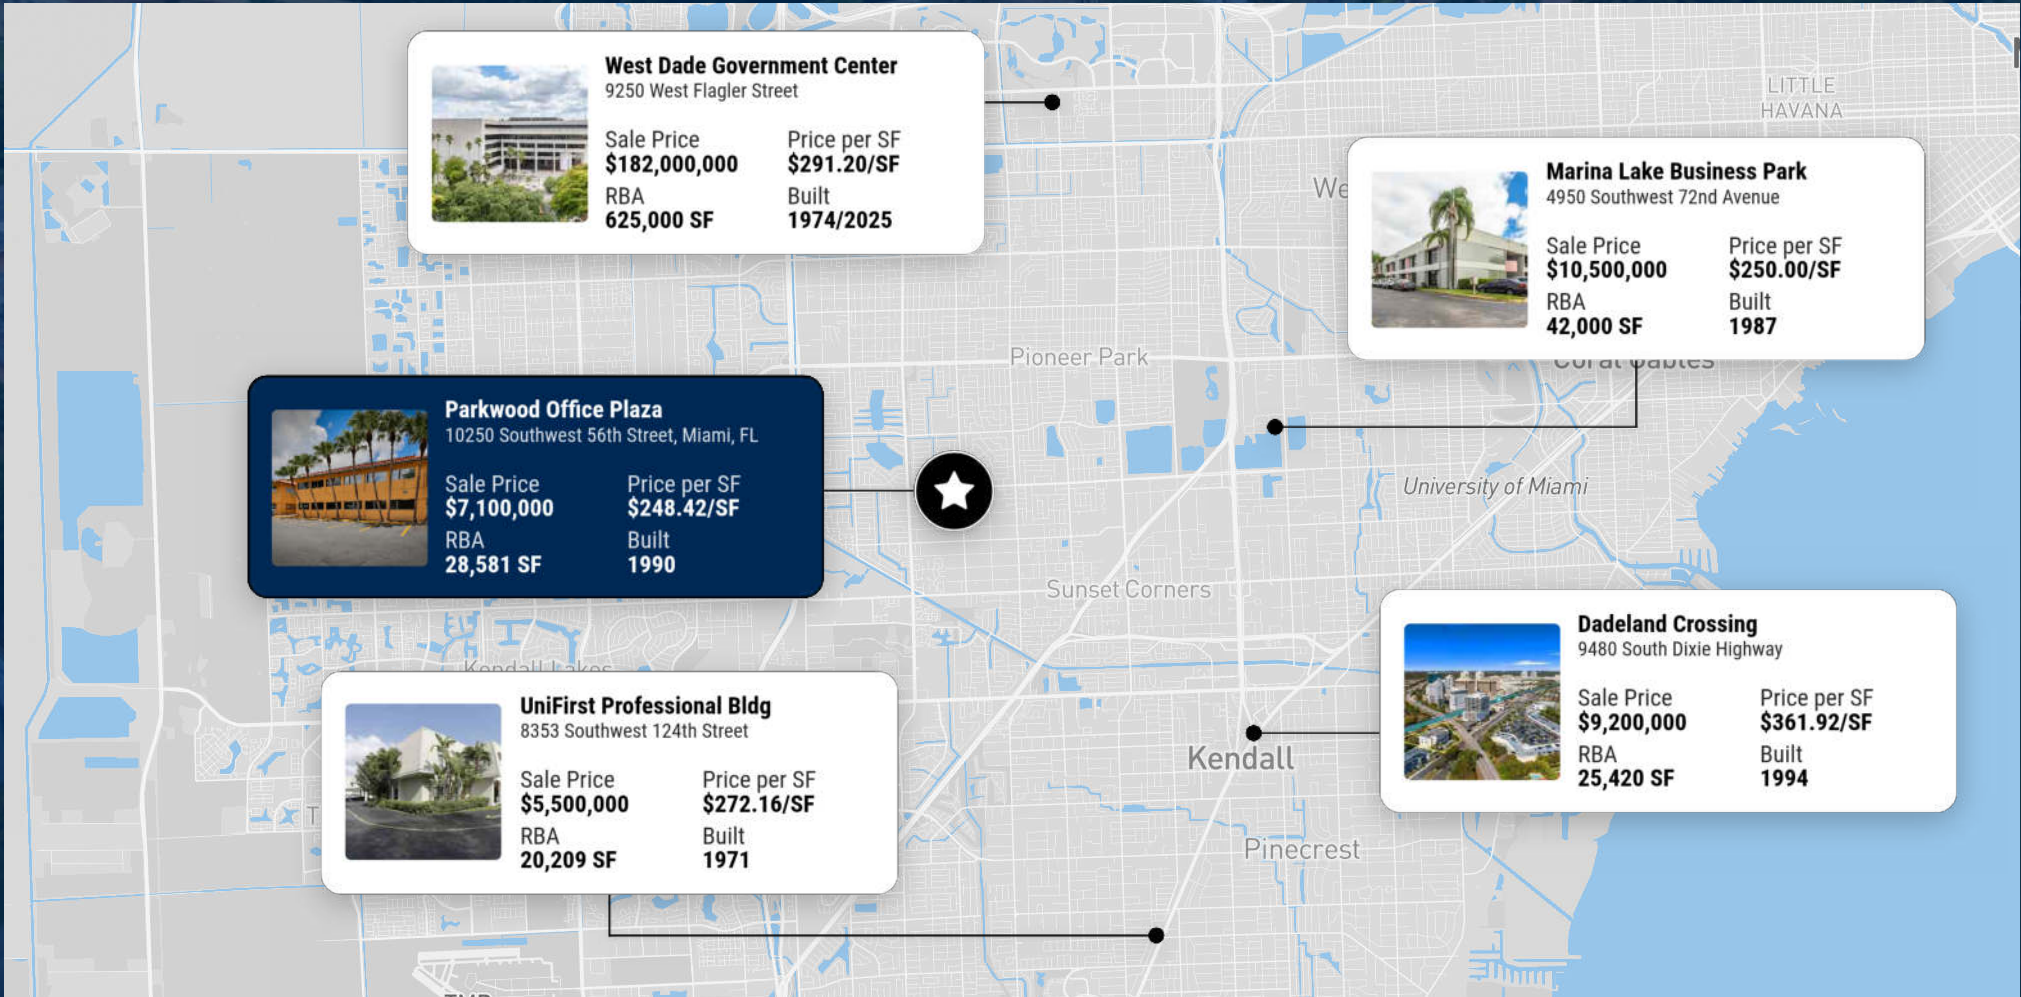 West Dade Government Center
9250 West Flagler Street
Sale Price Price per SF
$182,000,000 $291.20/SF
RBA Built
625,000 SF 1974/2025
LITTLE
HAVANA
Marina Lake Business Park
4950 Southwest 72nd Avenue
Sale Price Price per SF
$10,500,000 $250.00/SF
RBA Built
42,000 SF 1987
We
Pioneer Park
Coral Gables
Parkwood Office Plaza
10250 Southwest 56th Street, Miami, FL
Sale Price Price per SF
$7,100,000 $248.42/SF
RBA Built
28,581 SF 1990
University of Miami
Sunset Corners
Kendall Lakes
UniFirst Professional Bldg
8353 Southwest 124th Street
Sale Price Price per SF
$5,500,000 $272.16/SF
RBA Built
20,209 SF 1971
Dadeland Crossing
9480 South Dixie Highway
Sale Price Price per SF
$9,200,000 $361.92/SF
RBA Built
25,420 SF 1994
Kendall
Pinecrest